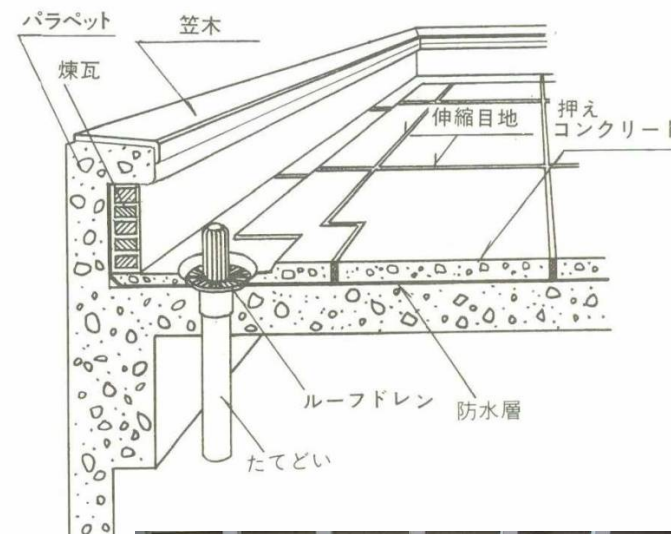 パラペット
笠木
煉瓦
伸縮目地
押え
コンクリート
ルーフドレン
防水層
たてどい